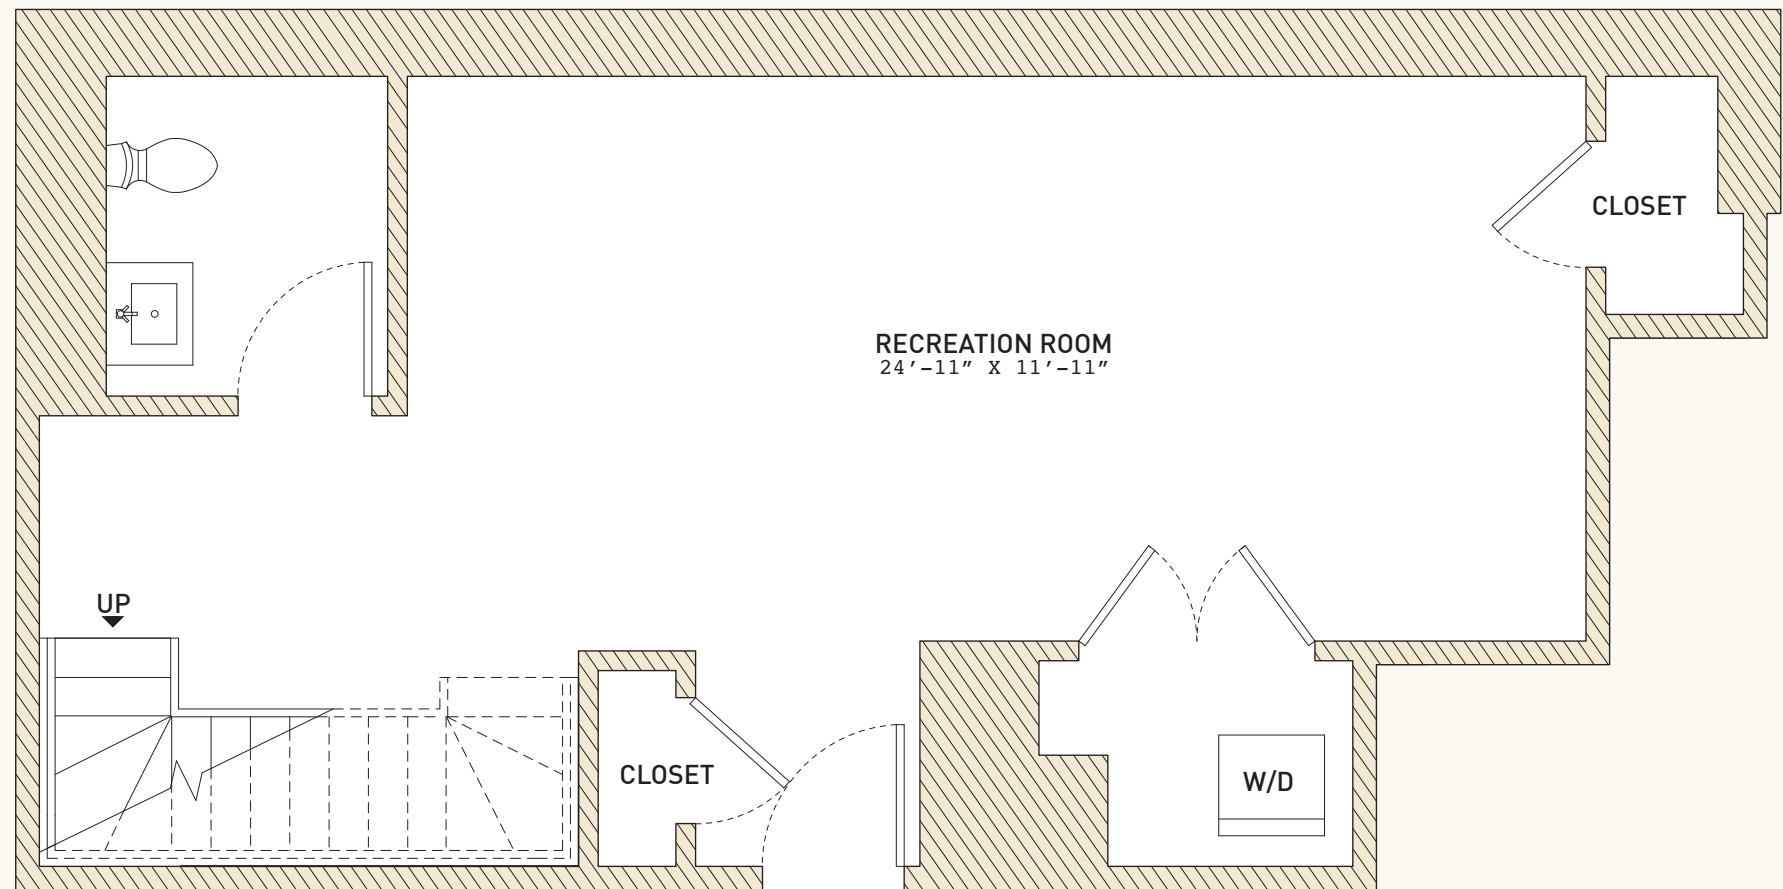 CLOSET
RECREATION ROOM
24′-11″ X 11′-11″
UP
CLOSET
W/D